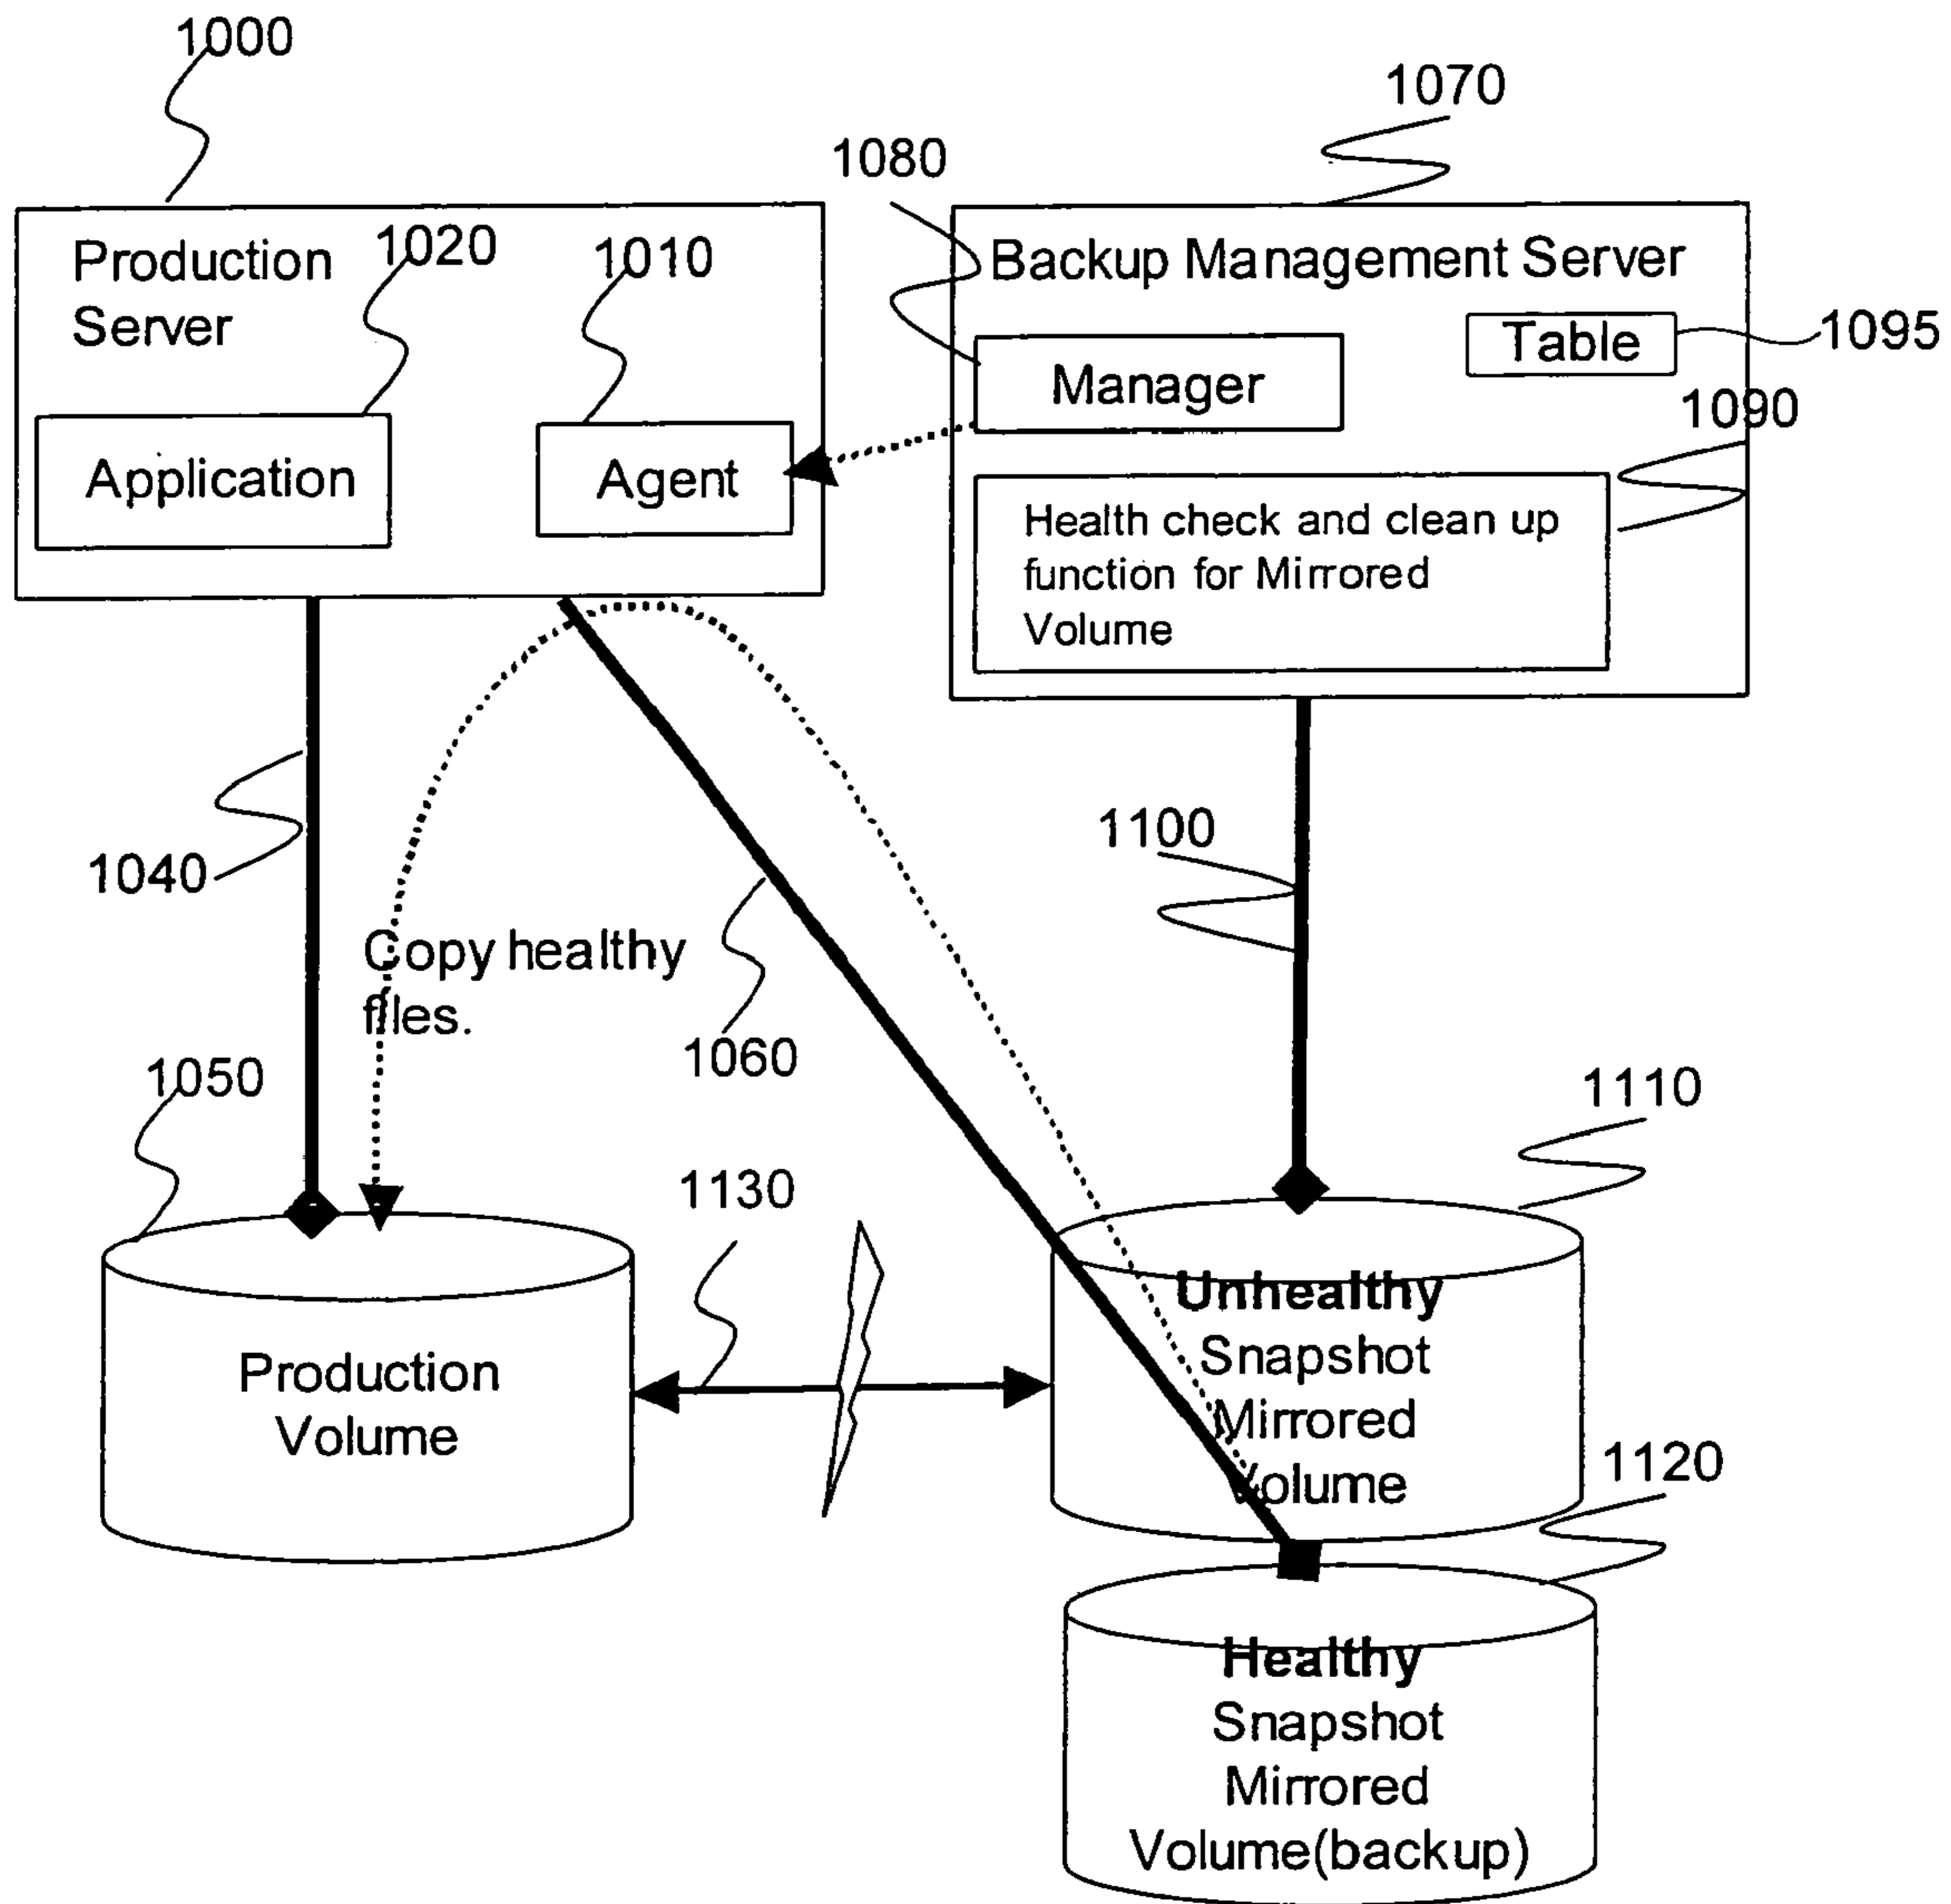 1000
1070
1080
Production
Server
1020
1010
Backup Management Server
Table
1095
Manager
1090
Application
Agent
Health check and clean up
function for Mirrored
Volume
1040
1100
Copy healthy
files.
1060
1050
1110
1130
Production
Volume
Unhealthy
Snapshot
Mirrored
Volume
1120
Healthy
Snapshot
Mirrored
Volume(backup)